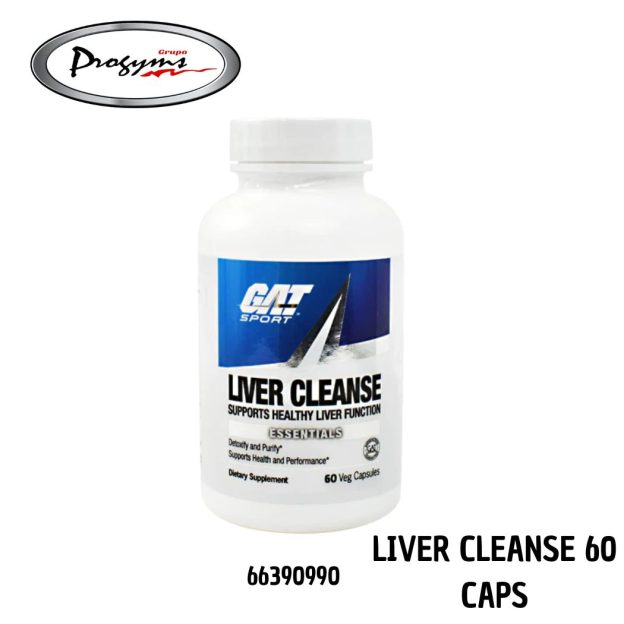 Grupo
Progyms
GAT
SPORT
LIVER CLEANSE
SUPPORTS HEALTHY LIVER FUNCTION
ESSENTIALS
Detoxify and Purify*
Supports Health and Performance*
Dietary Supplement
60 Veg Capsules
66390990
LIVER CLEANSE 60
CAPS